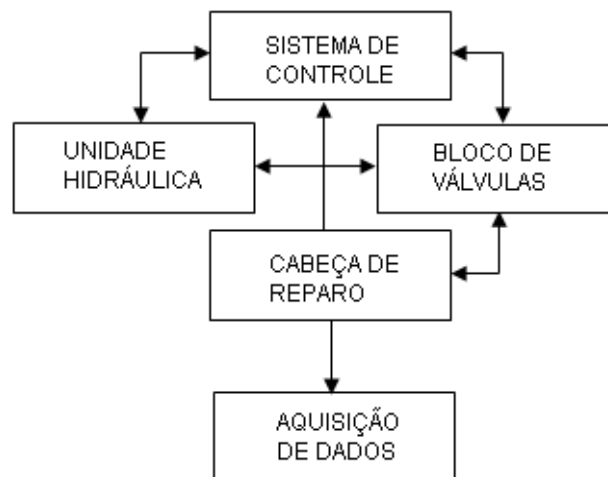 SISTEMA DE
CONTROLE
UNIDADE
HIDRÁULICA
BLOCO DE
VÁLVULAS
CABEÇA DE
REPARO
AQUISIÇÃO
DE DADOS